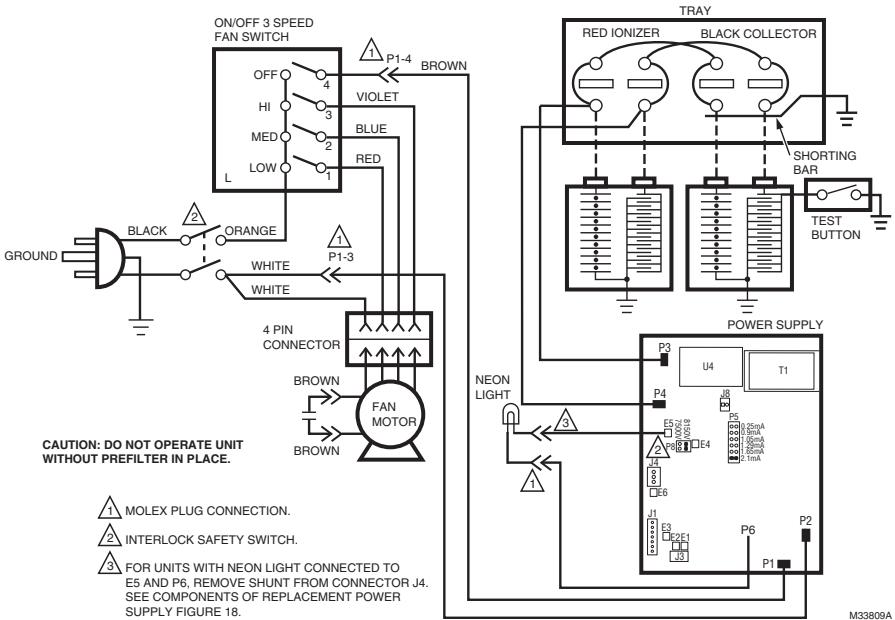 TRAY
ON/OFF 3 SPEED
FAN SWITCH
RED IONIZER
BLACK COLLECTOR
1
P1-4
BROWN
OFF
4
HI
VIOLET
3
MED
BLUE
2
LOW
RED
1
L
SHORTING
BAR
TEST
BUTTON
2
BLACK
ORANGE
GROUND
1
P1-3
WHITE
WHITE
4 PIN
CONNECTOR
BROWN
FAN
MOTOR
BROWN
POWER SUPPLY
P3
U4
T1
NEON
LIGHT
P4
J8
3
P5
0.25mA
0.9mA
1.05mA
1.29mA
1.65mA
2.1mA
E5
7500V
8150V
P8
E4
2
J4
E6
1
J1
E3
E2E1
J3
P6
P2
P1
CAUTION: DO NOT OPERATE UNIT
WITHOUT PREFILTER IN PLACE.
1 MOLEX PLUG CONNECTION.
2 INTERLOCK SAFETY SWITCH.
3 FOR UNITS WITH NEON LIGHT CONNECTED TO
E5 AND P6, REMOVE SHUNT FROM CONNECTOR J4.
SEE COMPONENTS OF REPLACEMENT POWER
SUPPLY FIGURE 18.
M33809A